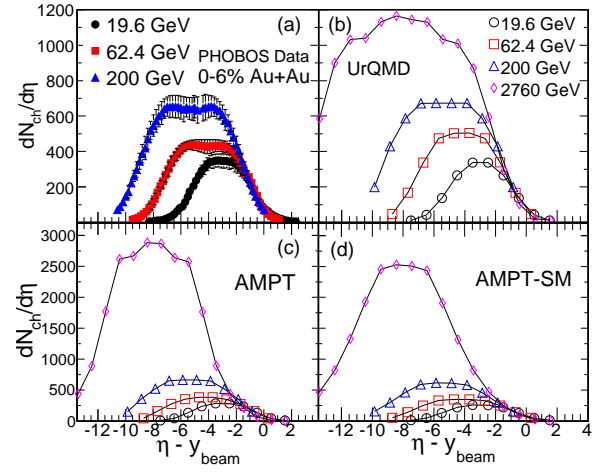 1200
1000
800
600
400
200
dN_ch/dη
19.6 GeV
62.4 GeV
200 GeV
(a)
PHOBOS Data
0-6% Au+Au
(b)
UrQMD
19.6 GeV
62.4 GeV
200 GeV
2760 GeV
3000
2500
2000
1500
1000
500
0
dN_ch/dη
(c)
AMPT
(d)
AMPT-SM
-12 -10 -8 -6 -4 -2 0 2
-12 -10 -8 -6 -4 -2 0 2 4
η - y_beam
η - y_beam